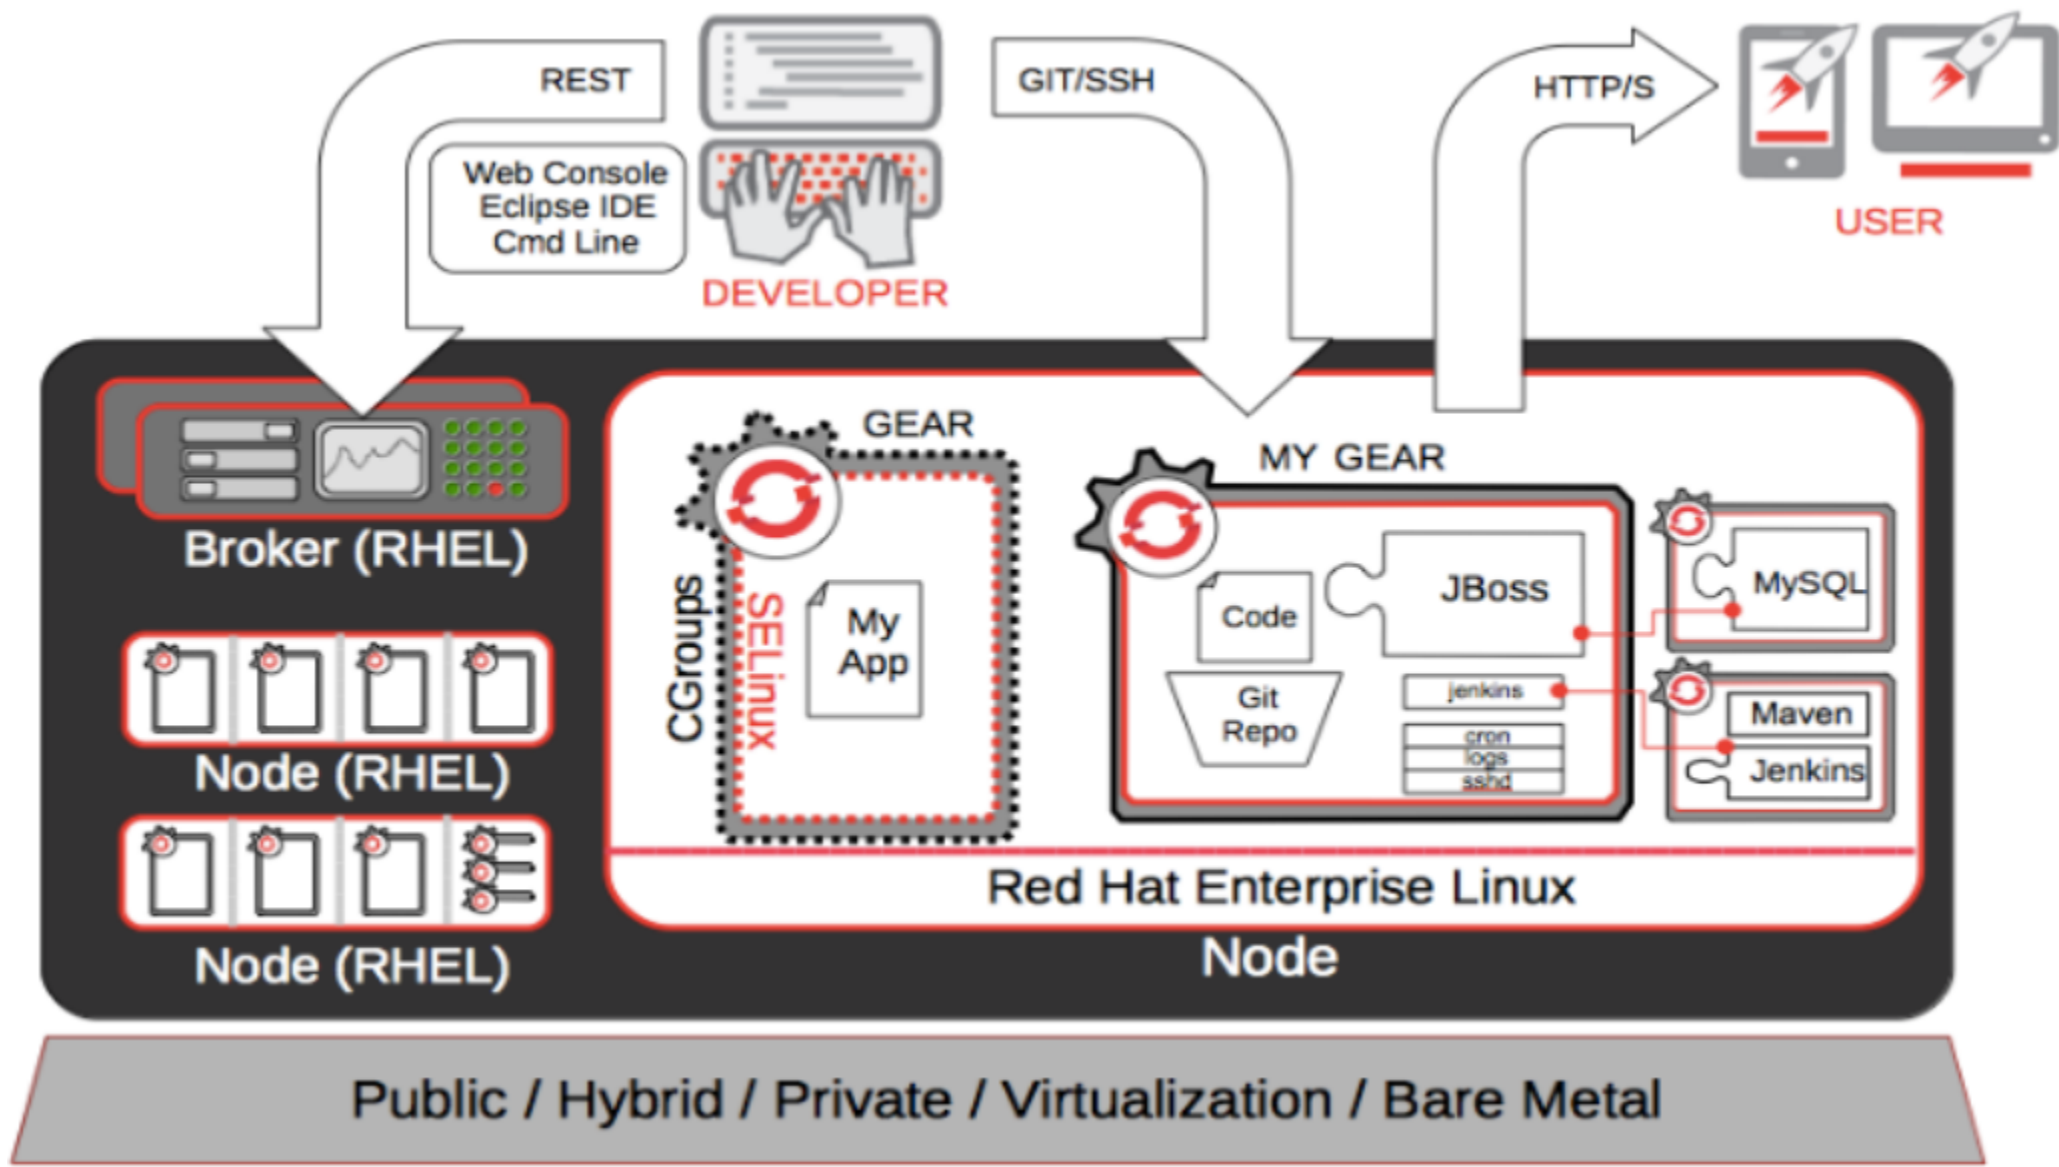 REST
Web Console
Eclipse IDE
Cmd Line
DEVELOPER
GIT/SSH
HTTP/S
USER
Broker (RHEL)
Node (RHEL)
Node (RHEL)
GEAR
CGroups
SELinux
My
App
MY GEAR
Code
Git
Repo
JBoss
jenkins
cron
logs
sshd
MySQL
Maven
Jenkins
Red Hat Enterprise Linux
Node
Public / Hybrid / Private / Virtualization / Bare Metal